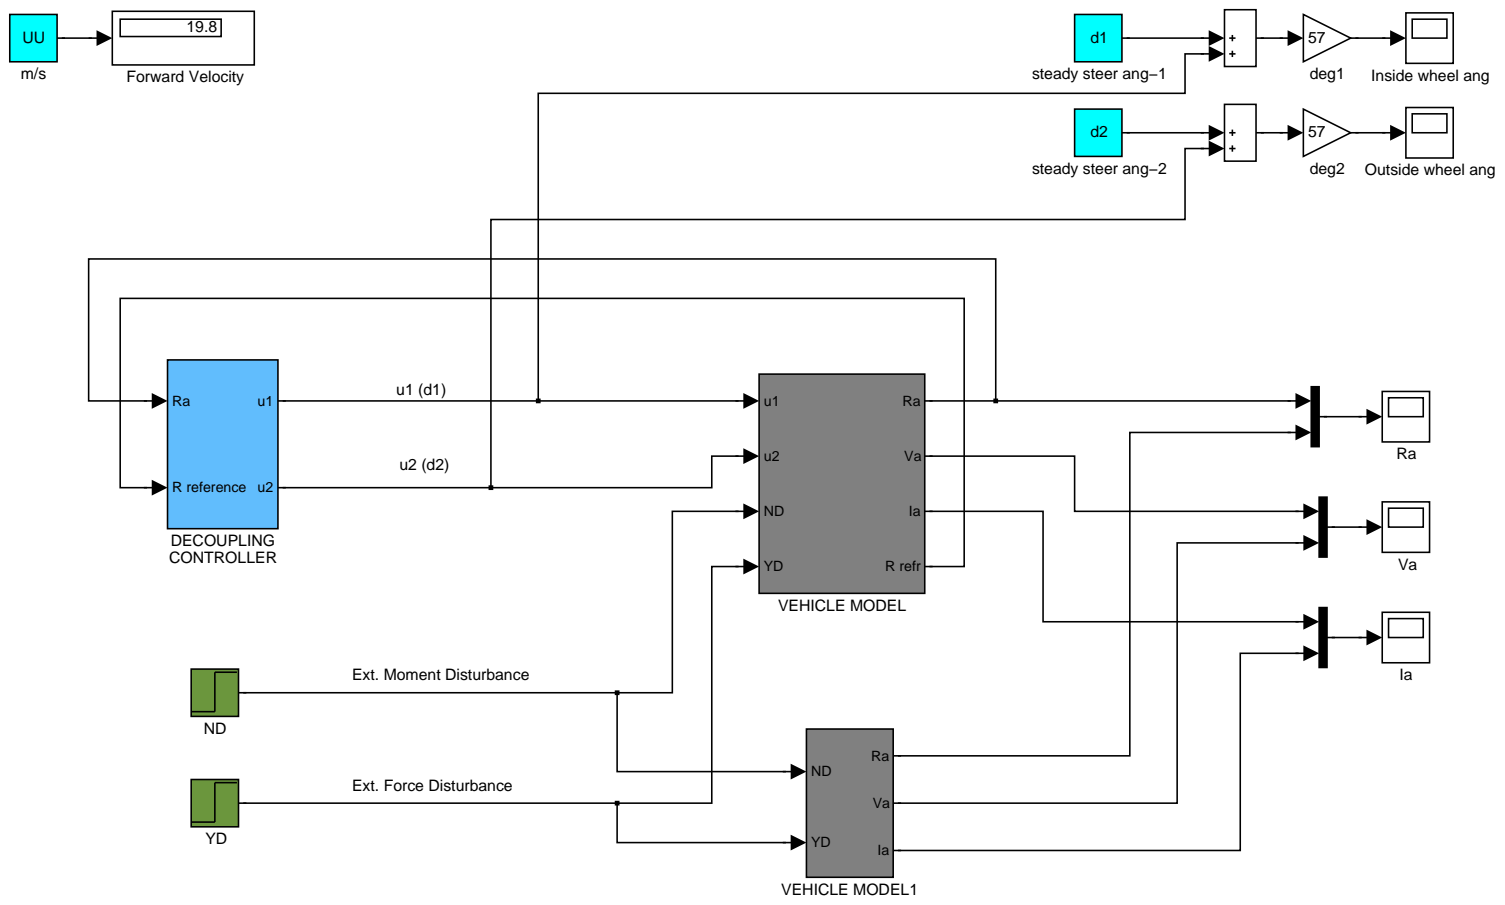 UU
m/s
19.8
Forward Velocity
d1
steady steer ang−1
+
+
57
deg1
Inside wheel ang
d2
steady steer ang−2
+
+
57
deg2
Outside wheel ang
Ra
R reference
u1
u2
DECOUPLING
CONTROLLER
u1 (d1)
u2 (d2)
u1
u2
ND
YD
Ra
Va
Ia
R refr
VEHICLE MODEL
Ra
Va
Ia
ND
Ext. Moment Disturbance
YD
Ext. Force Disturbance
ND
YD
Ra
Va
Ia
VEHICLE MODEL1